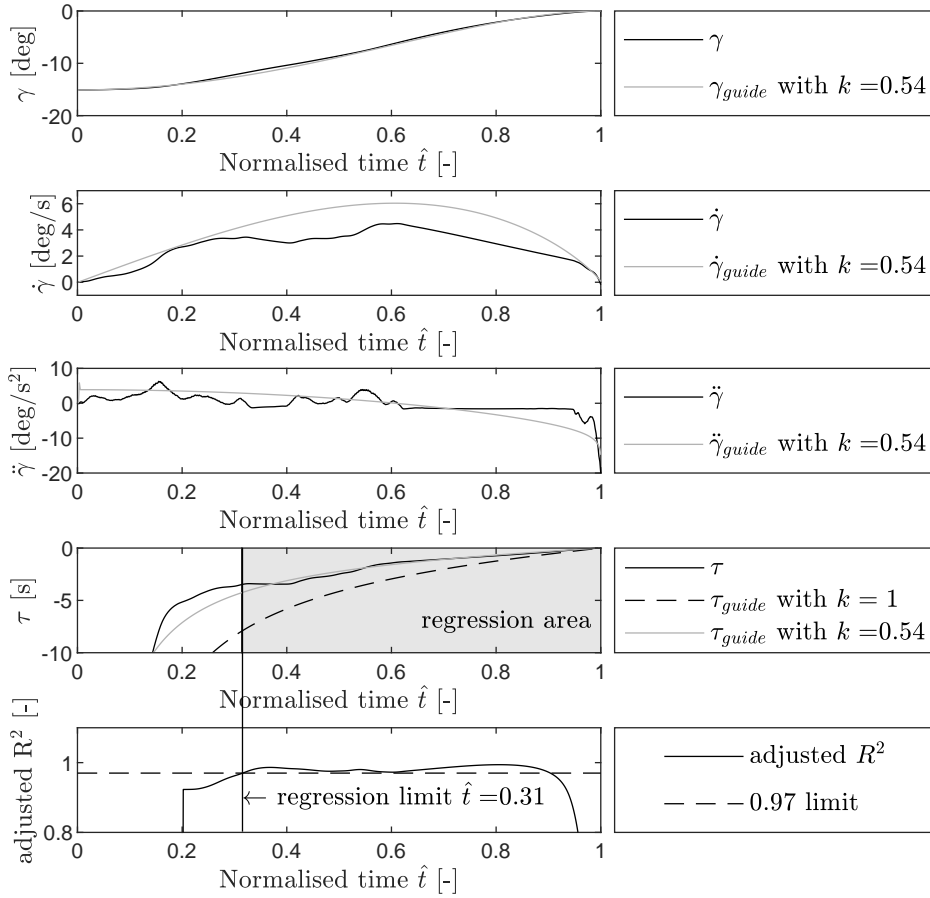 0
-10
-20
γ [deg]
0 0.2 0.4 0.6 0.8 1
Normalised time t̂ [-]
γ
γ_guide with k =0.54
6
4
2
0
γ̇ [deg/s]
0 0.2 0.4 0.6 0.8 1
Normalised time t̂ [-]
γ̇
γ̇_guide with k =0.54
10
0
-10
-20
γ̈ [deg/s²]
0 0.2 0.4 0.6 0.8 1
Normalised time t̂ [-]
γ̈
γ̈_guide with k =0.54
0
-5
-10
τ [s]
regression area
0 0.2 0.4 0.6 0.8 1
Normalised time t̂ [-]
τ
τ_guide with k = 1
τ_guide with k =0.54
1
0.8
adjusted R² [-]
← regression limit t̂ =0.31
0 0.2 0.4 0.6 0.8 1
Normalised time t̂ [-]
adjusted R²
0.97 limit